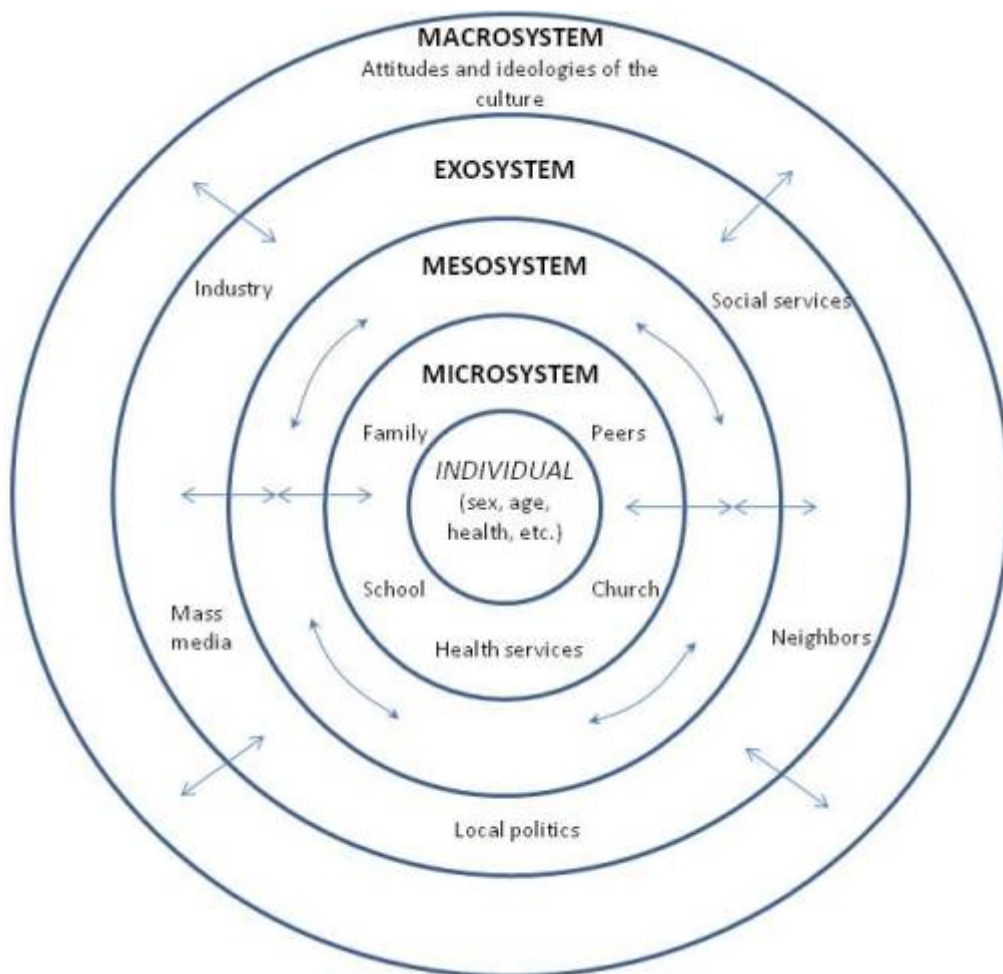 MACROSYSTEM
Attitudes and ideologies of the
culture
EXOSYSTEM
MESOSYSTEM
Industry
Social services
MICROSYSTEM
Family
Peers
INDIVIDUAL
(sex, age,
health, etc.)
School
Church
Mass
media
Health services
Neighbors
Local politics